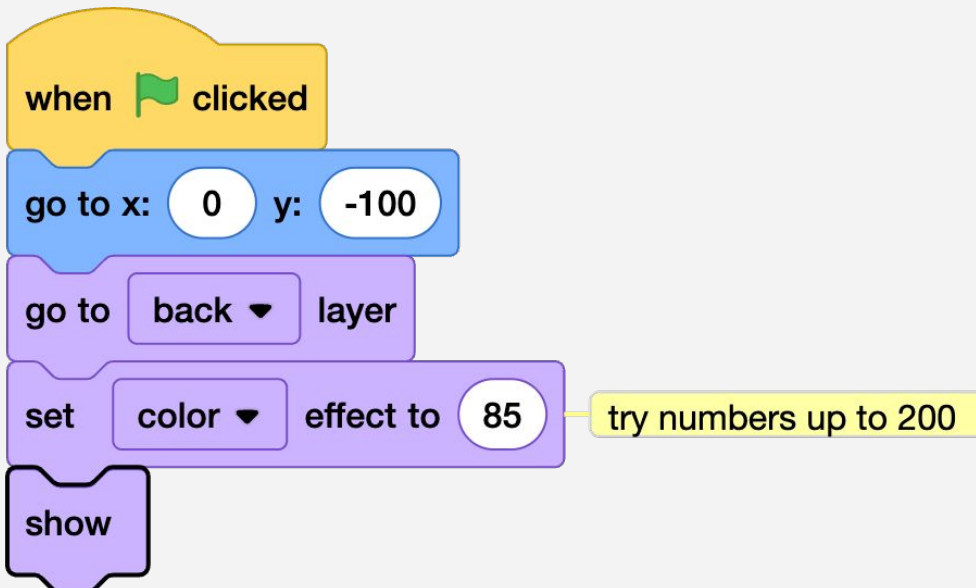 when clicked
go to x: 0 y: -100
go to back layer
set color effect to 85 try numbers up to 200
show